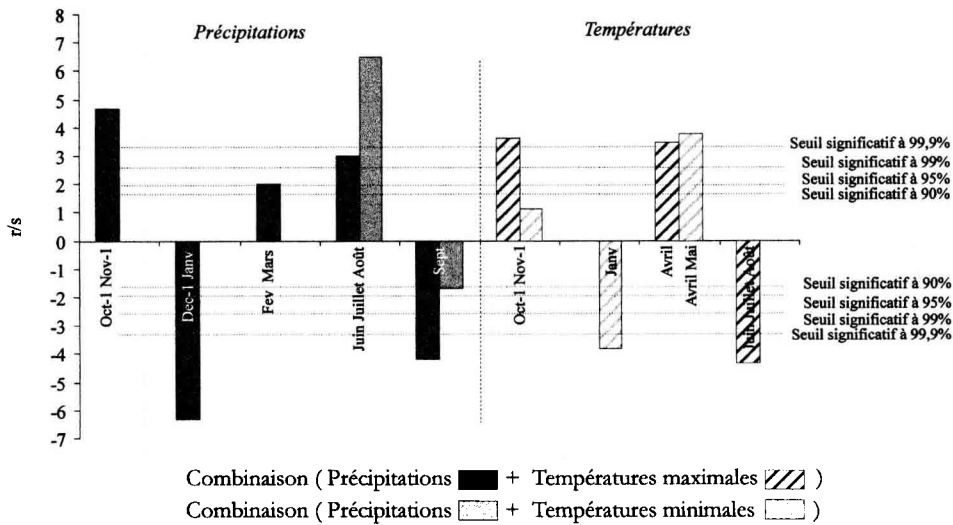 8
7
6
5
4
3
2
1
0
-1
-2
-3
-4
-5
-6
-7
r/s
Précipitations
Températures
Oct-1 Nov-1
Dec-1 Janv
Fev Mars
Juin Juillet Août
Sept
Oct-1 Nov-1
Janv
Avril
Avril Mai
Juin Juillet Août
Seuil significatif à 99,9%
Seuil significatif à 99%
Seuil significatif à 95%
Seuil significatif à 90%
Seuil significatif à 90%
Seuil significatif à 95%
Seuil significatif à 99%
Seuil significatif à 99,9%
Combinaison ( Précipitations + Températures maximales )
Combinaison ( Précipitations + Températures minimales )